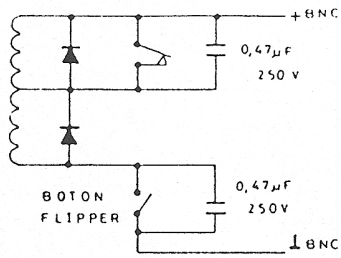 + BNC
0,47µF
250 V
0,47µF
250V
BOTON
FLIPPER
⊥ BNC